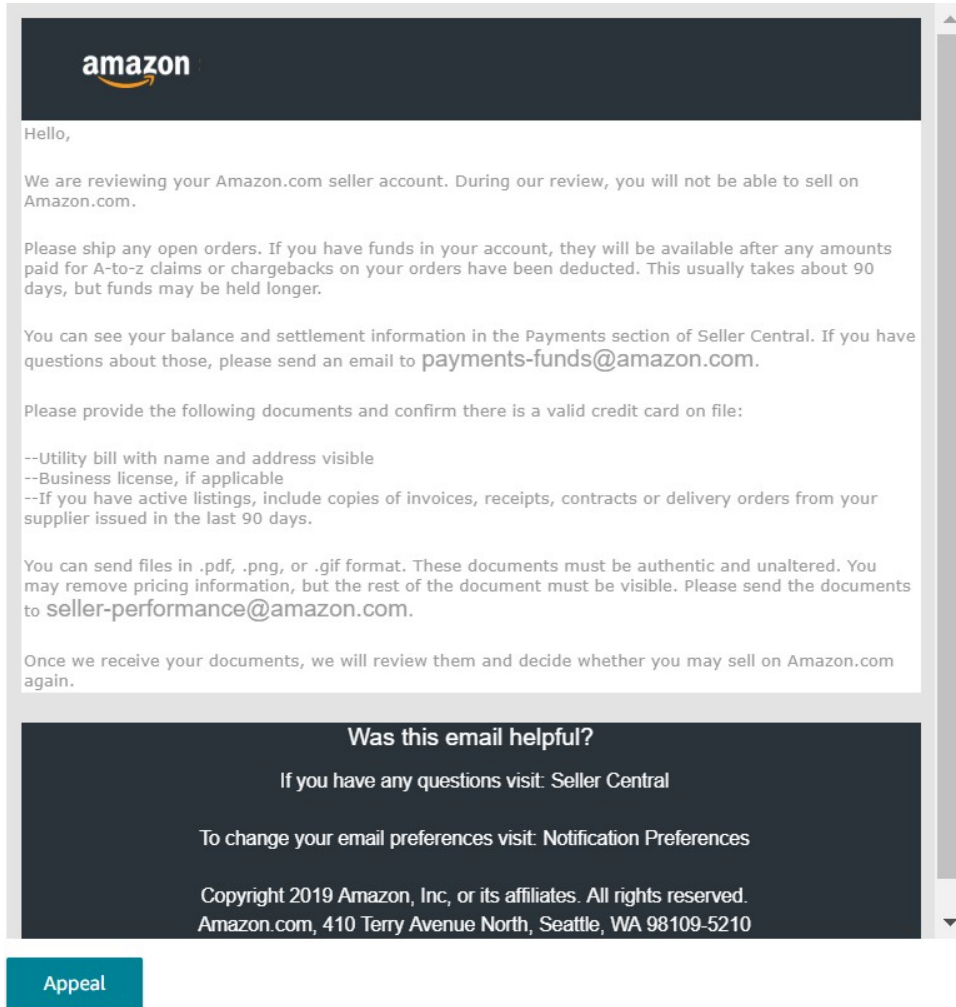 amazon
Hello,
We are reviewing your Amazon.com seller account. During our review, you will not be able to sell on
Amazon.com.
Please ship any open orders. If you have funds in your account, they will be available after any amounts
paid for A-to-z claims or chargebacks on your orders have been deducted. This usually takes about 90
days, but funds may be held longer.
You can see your balance and settlement information in the Payments section of Seller Central. If you have
questions about those, please send an email to payments-funds@amazon.com.
Please provide the following documents and confirm there is a valid credit card on file:
--Utility bill with name and address visible
--Business license, if applicable
--If you have active listings, include copies of invoices, receipts, contracts or delivery orders from your
supplier issued in the last 90 days.
You can send files in .pdf, .png, or .gif format. These documents must be authentic and unaltered. You
may remove pricing information, but the rest of the document must be visible. Please send the documents
to seller-performance@amazon.com.
Once we receive your documents, we will review them and decide whether you may sell on Amazon.com
again.
Was this email helpful?
If you have any questions visit: Seller Central
To change your email preferences visit: Notification Preferences
Copyright 2019 Amazon, Inc, or its affiliates. All rights reserved.
Amazon.com, 410 Terry Avenue North, Seattle, WA 98109-5210
Appeal